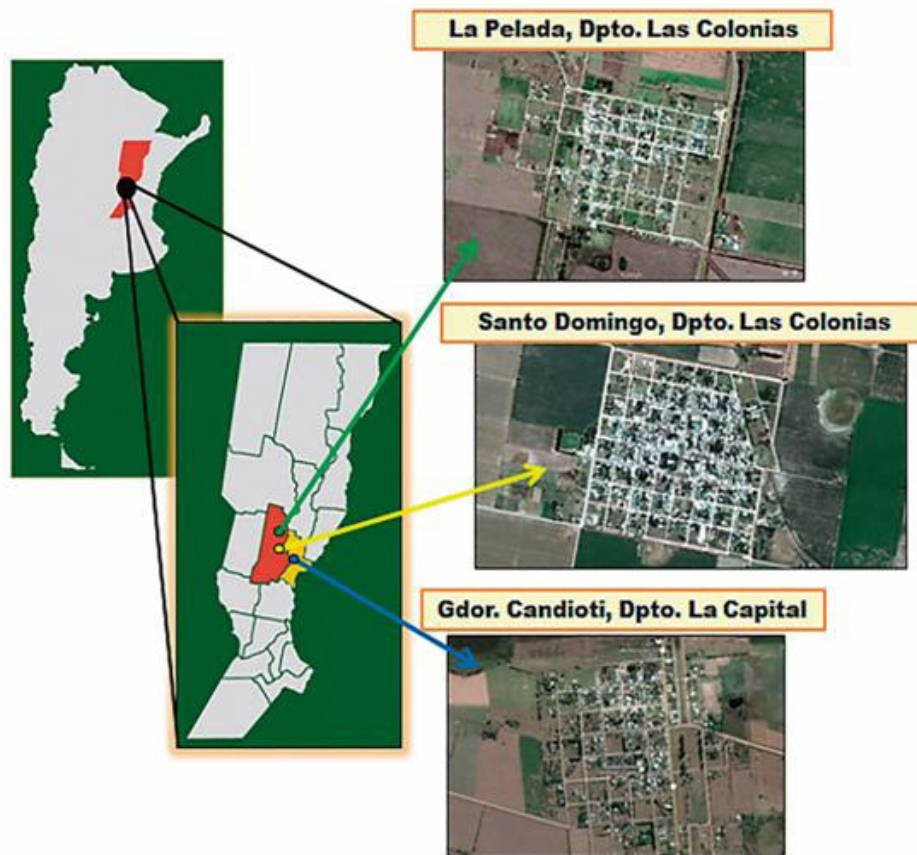 La Pelada, Dpto. Las Colonias
Santo Domingo, Dpto. Las Colonias
Gdor. Candioti, Dpto. La Capital